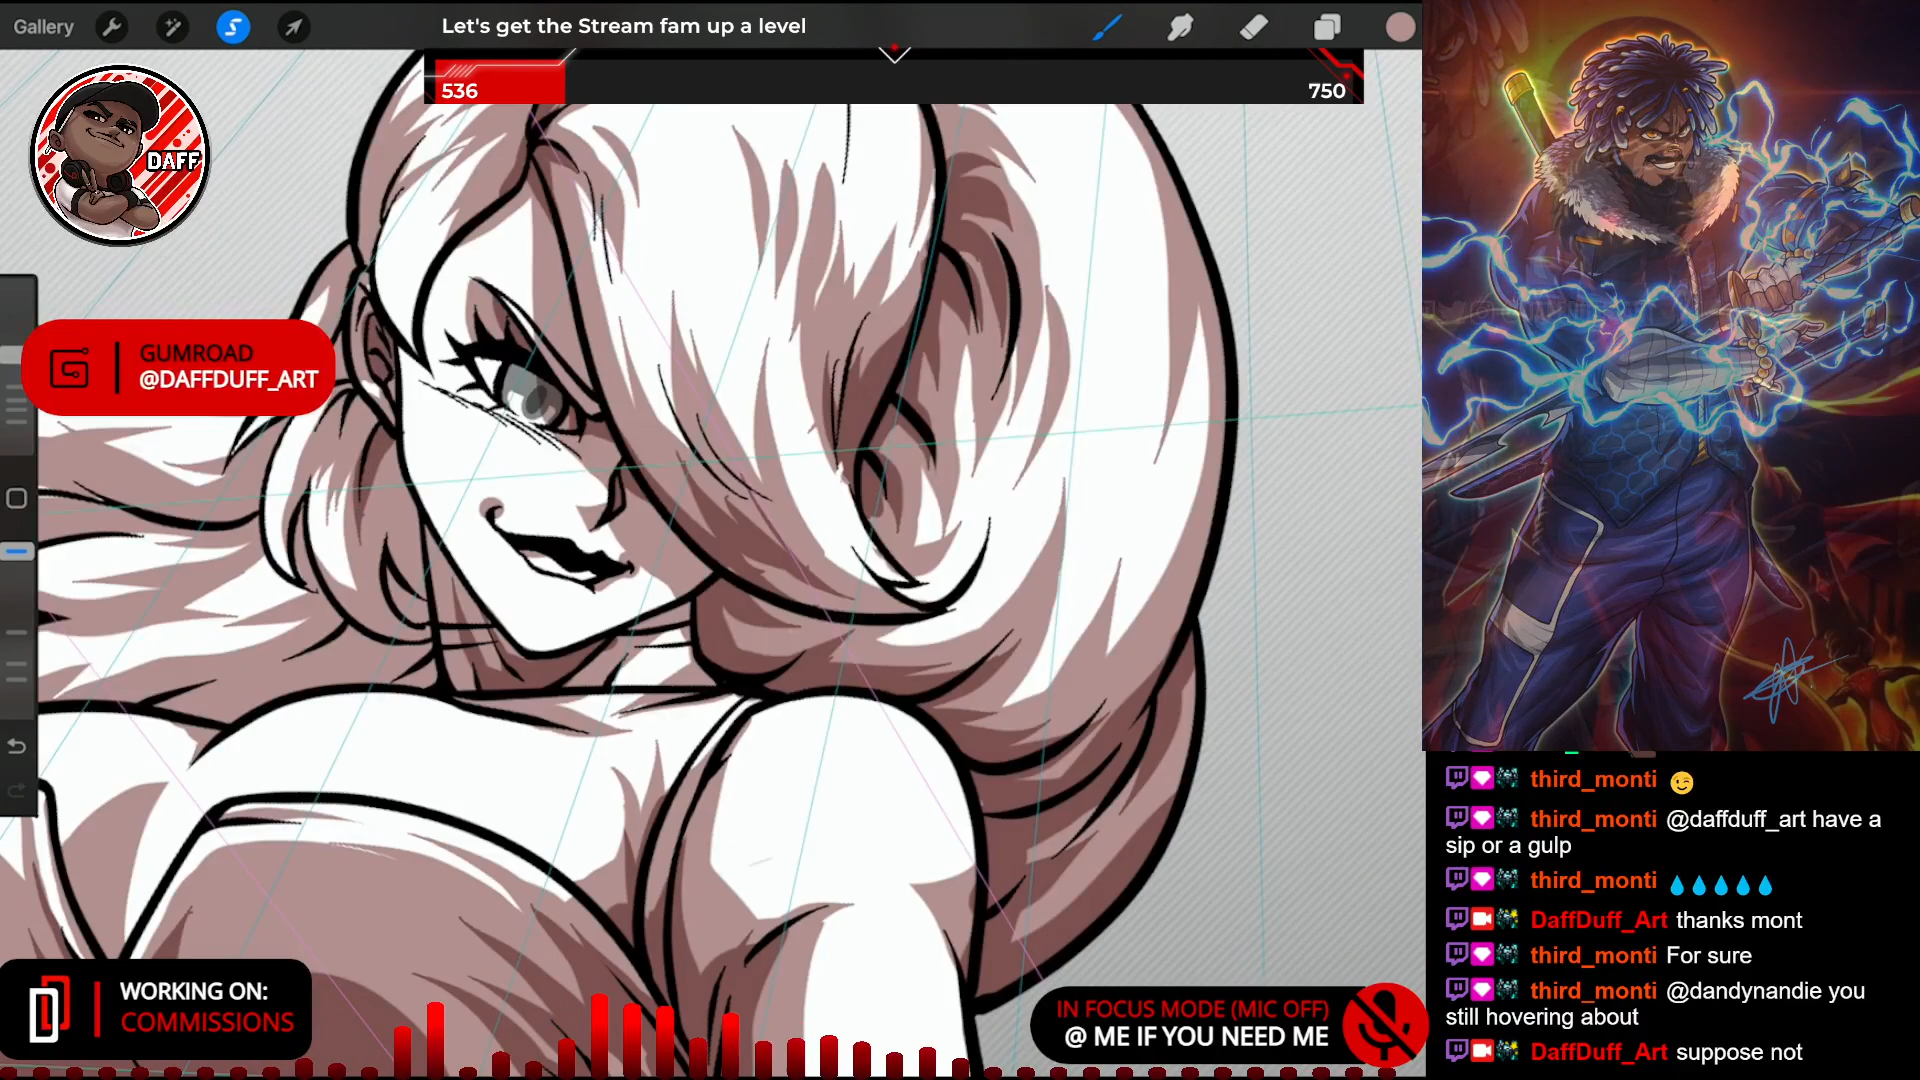 Gallery
Let's get the Stream fam up a level
536
750
DAFF
GUMROAD
@DAFFDUFF_ART
WORKING ON:
COMMISSIONS
IN FOCUS MODE (MIC OFF)
@ ME IF YOU NEED ME
third_monti 😉
third_monti @daffduff_art have a
sip or a gulp
third_monti 💧💧💧💧💧
DaffDuff_Art thanks mont
third_monti For sure
third_monti @dandynandie you
still hovering about
DaffDuff_Art suppose not